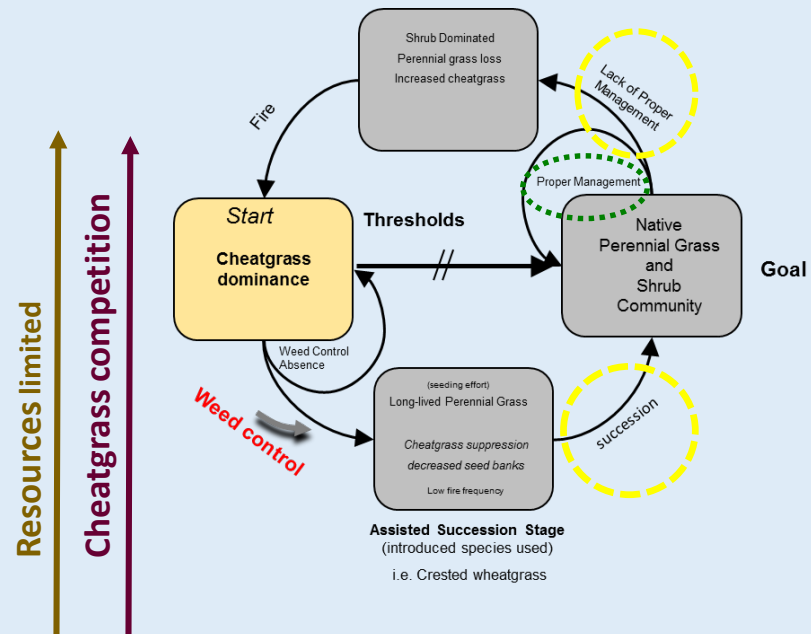 Shrub Dominated
Perennial grass loss
Increased cheatgrass
Lack of Proper
Management
Fire
Proper Management
Start
Cheatgrass
dominance
Thresholds
Native
Perennial Grass
and
Shrub
Community
Goal
Weed Control
Absence
Weed control
(seeding effort)
Long-lived Perennial Grass
Cheatgrass suppression
decreased seed banks
Low fire frequency
succession
Assisted Succession Stage
(introduced species used)
i.e. Crested wheatgrass
Resources limited
Cheatgrass competition